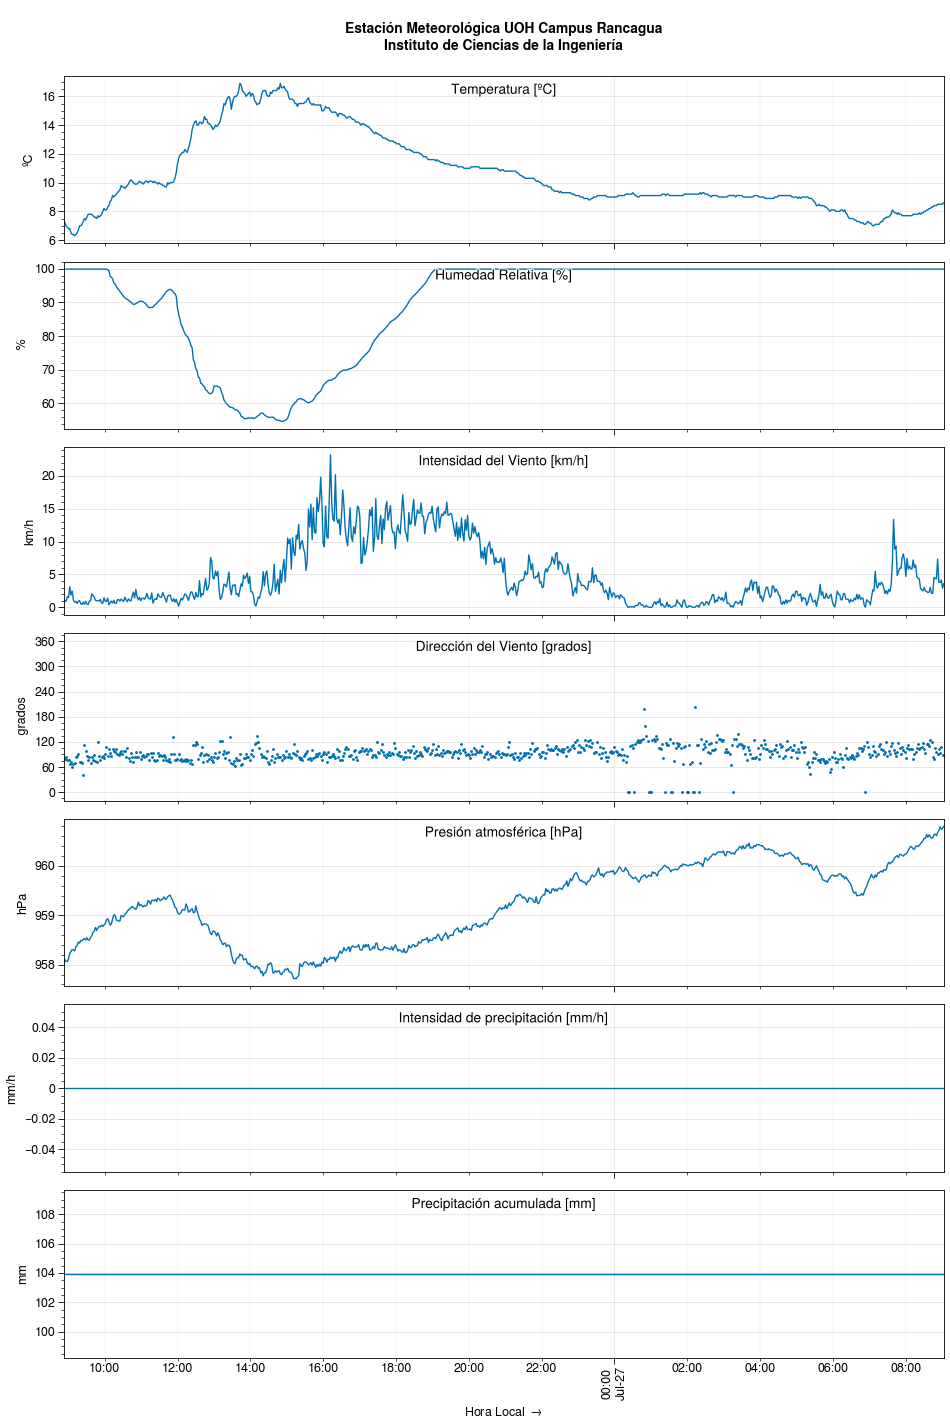 Estación Meteorológica UOH Campus Rancagua
Instituto de Ciencias de la Ingeniería
Temperatura [ºC]
ºC
16
14
12
10
8
6
Humedad Relativa [%]
%
100
90
80
70
60
Intensidad del Viento [km/h]
km/h
20
15
10
5
0
Dirección del Viento [grados]
grados
360
300
240
180
120
60
0
Presión atmosférica [hPa]
hPa
960
959
958
Intensidad de precipitación [mm/h]
mm/h
0.04
0.02
0
−0.02
−0.04
Precipitación acumulada [mm]
mm
108
106
104
102
100
10:00 12:00 14:00 16:00 18:00 20:00 22:00 00:00 02:00 04:00 06:00 08:00
Jul-27
Hora Local →